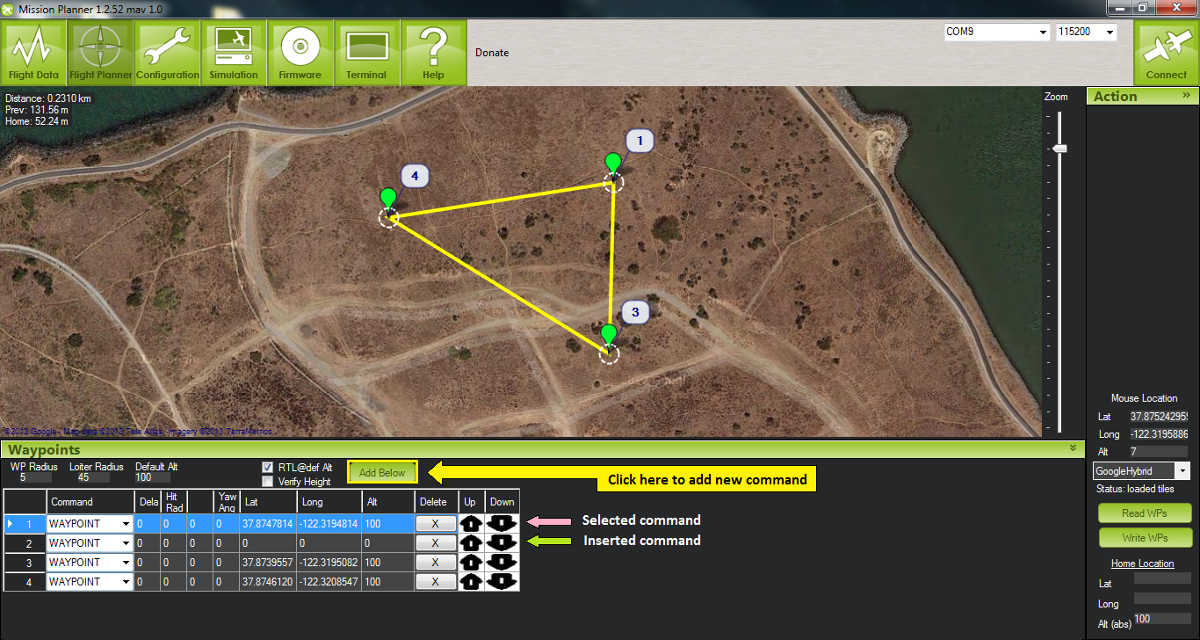 Mission Planner 1.2.52 mav 1.0
Flight Data
Flight Planner
Configuration
Simulation
Firmware
Terminal
Help
Donate
COM9
115200
Connect
Distance: 0.2310 km
Prev: 131.56 m
Home: 52.24 m
1
4
3
Zoom
Action
»
Mouse Location
Lat 37.875242955
Long -122.3195886
Alt 7
GoogleHybrid
Status: loaded tiles
Read WPs
Write WPs
Home Location
Lat
Long
Alt (abs) 100
©2013 Google - Map data ©2013 Tele Atlas, Imagery ©2013 TerraMetrics
Waypoints
WP Radius Loiter Radius Default Alt
5 45 100
RTL@def Alt
Verify Height
Add Below
Click here to add new command
Command Dela Hit Rad Yaw Ang Lat Long Alt Delete Up Down
1 WAYPOINT 0 0 0 0 37.8747814 -122.3194814 100 X
2 WAYPOINT 0 0 0 0 0 0 0 X
3 WAYPOINT 0 0 0 0 37.8739557 -122.3195082 100 X
4 WAYPOINT 0 0 0 0 37.8746120 -122.3208547 100 X
Selected command
Inserted command